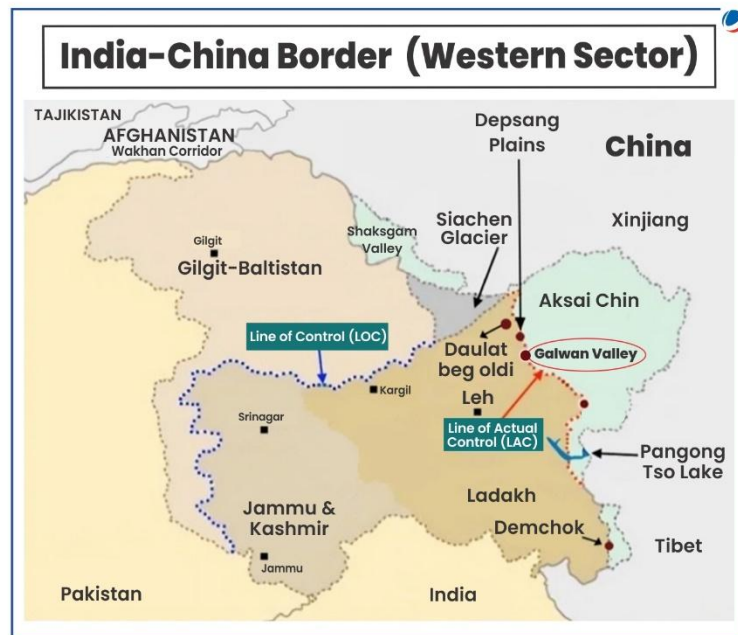 India-China Border (Western Sector)
TAJIKISTAN
AFGHANISTAN
Wakhan Corridor
Depsang
Plains
China
Xinjiang
Siachen
Glacier
Shaksgam
Valley
Gilgit
Gilgit-Baltistan
Aksai Chin
Line of Control (LOC)
Daulat
beg oldi
Galwan Valley
Kargil
Leh
Srinagar
Line of Actual
Control (LAC)
Pangong
Tso Lake
Ladakh
Jammu &
Kashmir
Demchok
Tibet
Jammu
Pakistan
India